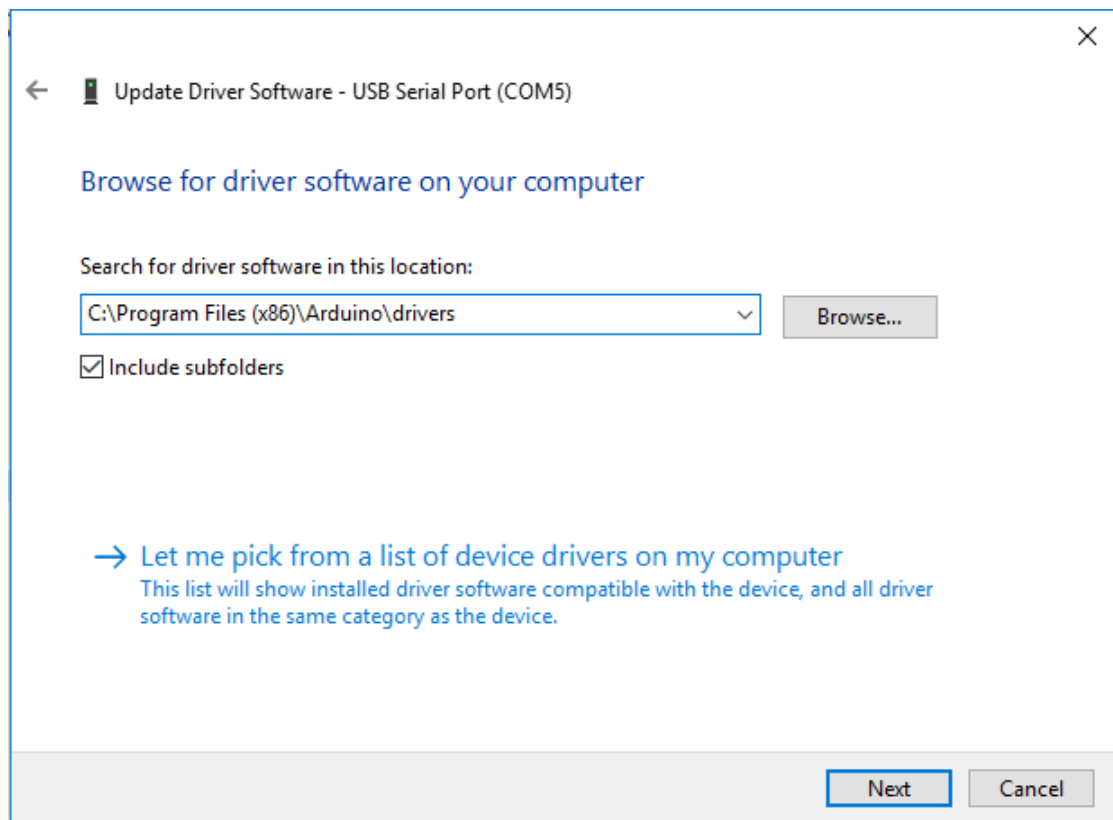 Update Driver Software - USB Serial Port (COM5)
Browse for driver software on your computer
Search for driver software in this location:
C:\Program Files (x86)\Arduino\drivers
Browse...
Include subfolders
Let me pick from a list of device drivers on my computer
This list will show installed driver software compatible with the device, and all driver
software in the same category as the device.
Next
Cancel